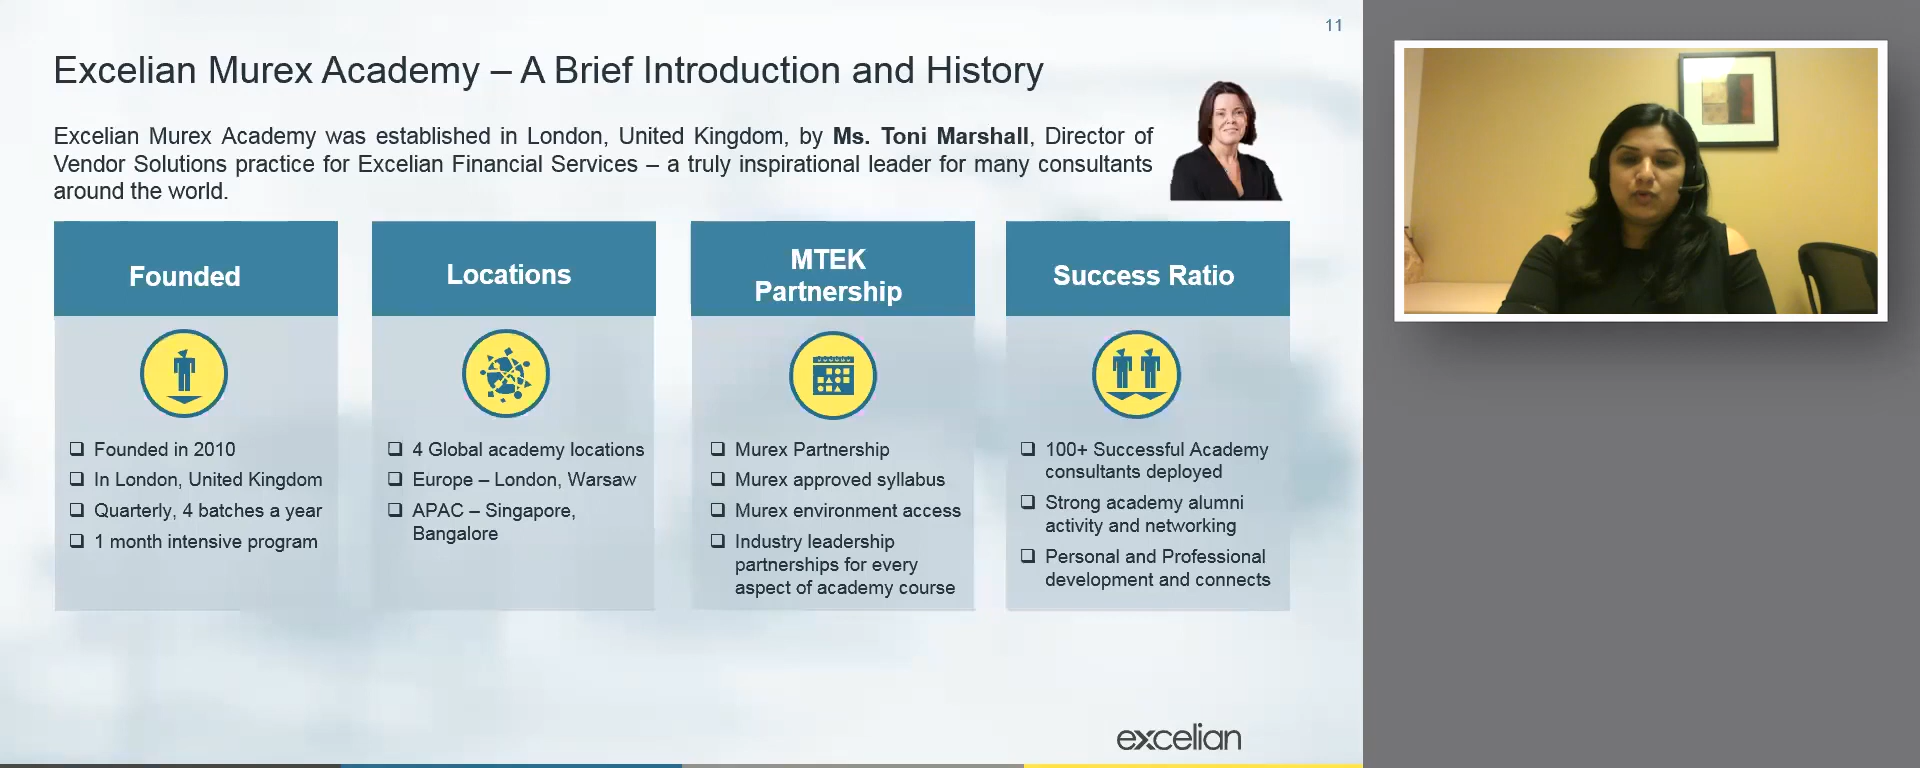 11
Excelian Murex Academy – A Brief Introduction and History
Excelian Murex Academy was established in London, United Kingdom, by Ms. Toni Marshall, Director of
Vendor Solutions practice for Excelian Financial Services – a truly inspirational leader for many consultants
around the world.
Founded
Founded in 2010
In London, United Kingdom
Quarterly, 4 batches a year
1 month intensive program
Locations
4 Global academy locations
Europe – London, Warsaw
APAC – Singapore,
Bangalore
MTEK
Partnership
Murex Partnership
Murex approved syllabus
Murex environment access
Industry leadership
partnerships for every
aspect of academy course
Success Ratio
100+ Successful Academy
consultants deployed
Strong academy alumni
activity and networking
Personal and Professional
development and connects
excelian